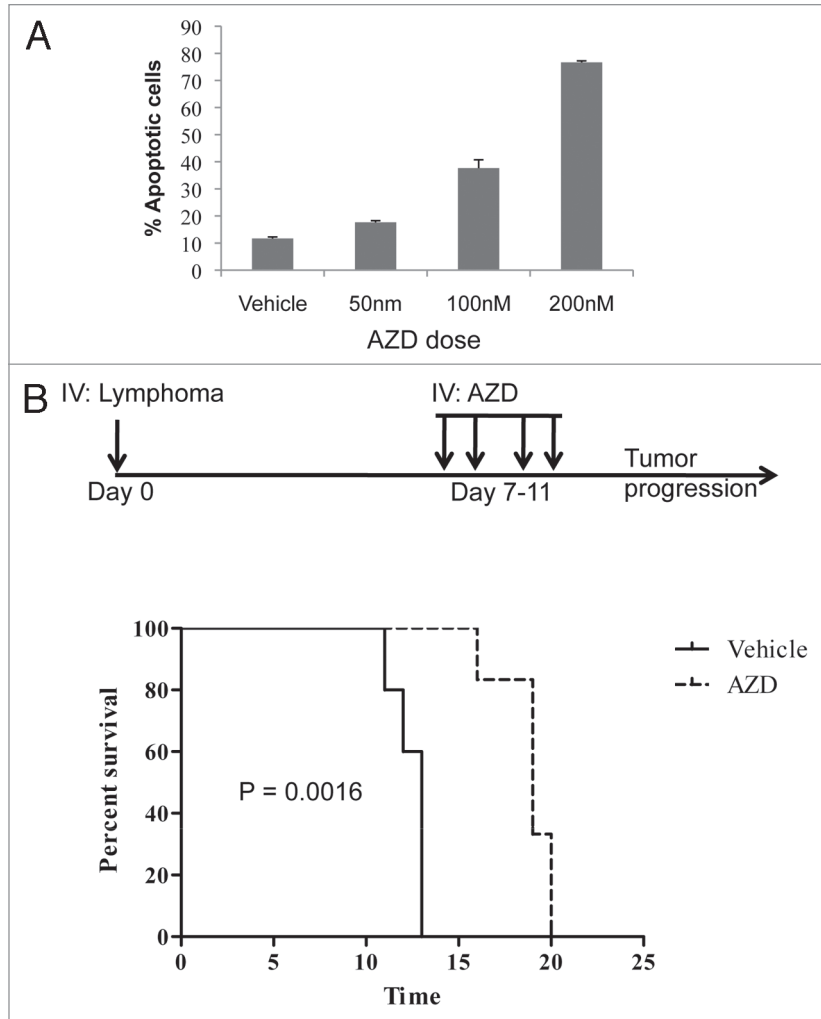 A
% Apoptotic cells
90
80
70
60
50
40
30
20
10
0
Vehicle 50nm 100nM 200nM
AZD dose
B
IV: Lymphoma IV: AZD
Day 0 Day 7-11 Tumor
progression
Percent survival
100
80
60
40
20
0
P = 0.0016
Vehicle
AZD
0 5 10 15 20 25
Time